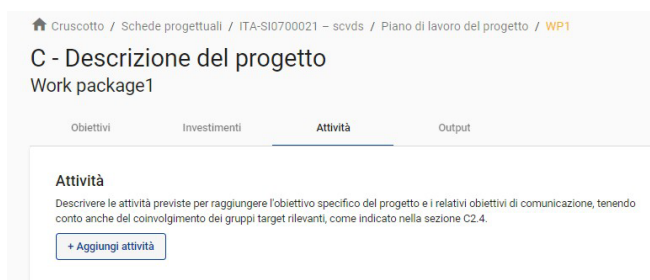 Cruscotto / Schede progettuali / ITA-SI0700021 – scvds / Piano di lavoro del progetto / WP1
C - Descrizione del progetto
Work package1
Obiettivi Investimenti Attività Output
Attività
Descrivere le attività previste per raggiungere l'obiettivo specifico del progetto e i relativi obiettivi di comunicazione, tenendo
conto anche del coinvolgimento dei gruppi target rilevanti, come indicato nella sezione C2.4.
+ Aggiungi attività